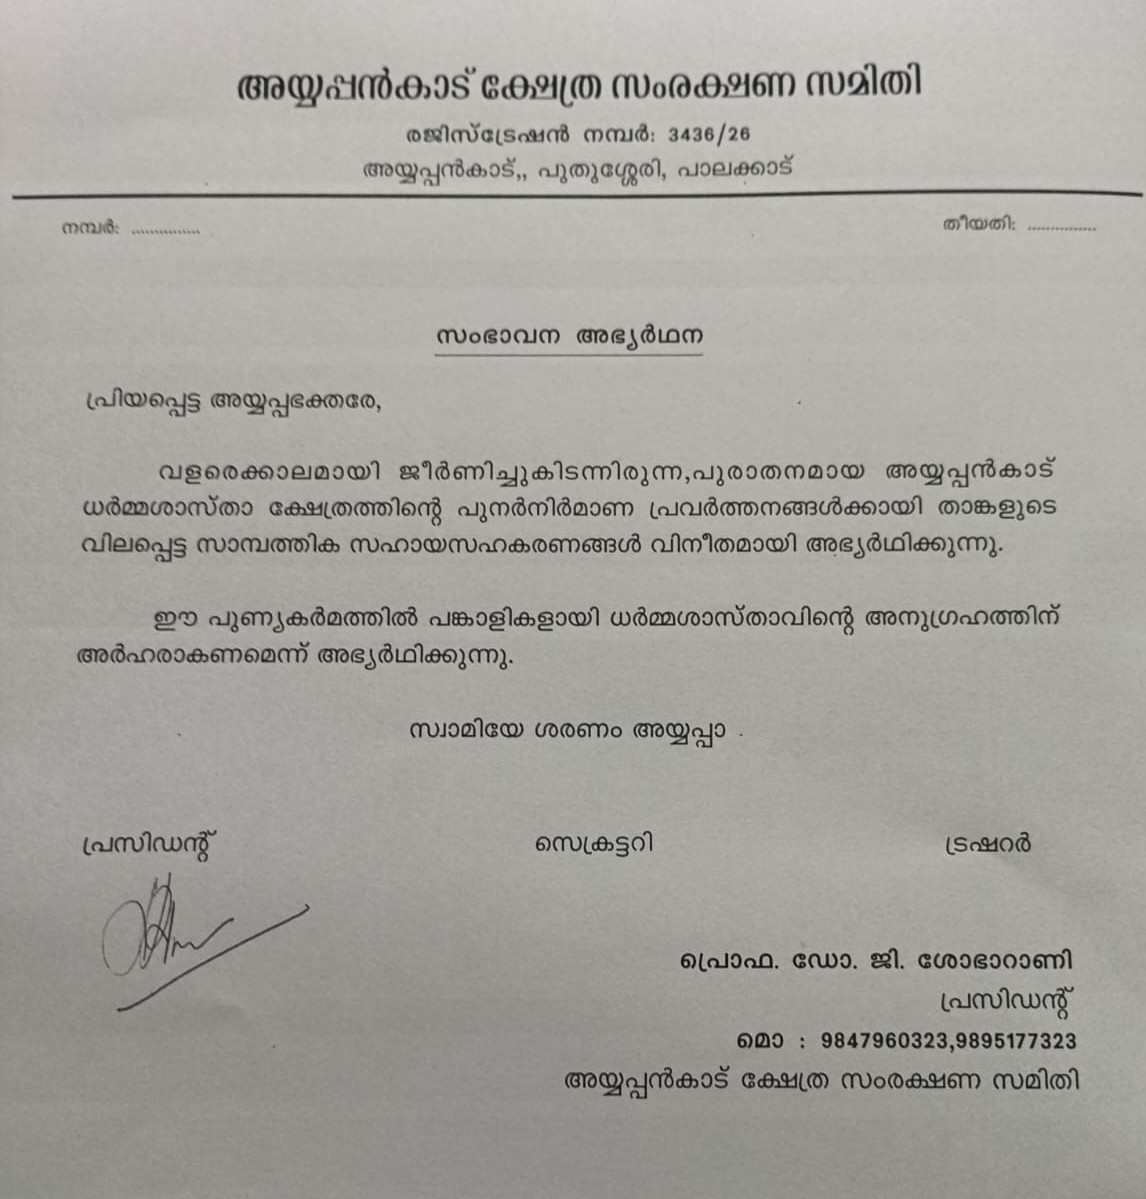 അയ്യപ്പൻകാട് ക്ഷേത്ര സംരക്ഷണ സമിതി
രജിസ്ട്രേഷൻ നമ്പർ: 3436/26
അയ്യപ്പൻകാട്,, പുതുശ്ശേരി, പാലക്കാട്
നമ്പർ: ............... തീയതി: ...............
സംഭാവന അഭ്യർഥന
പ്രിയപ്പെട്ട അയ്യപ്പഭക്തരേ,
വളരെക്കാലമായി ജീർണിച്ചുകിടന്നിരുന്ന,പുരാതനമായ അയ്യപ്പൻകാട്
ധർമ്മശാസ്താ ക്ഷേത്രത്തിന്റെ പുനർനിർമാണ പ്രവർത്തനങ്ങൾക്കായി താങ്കളുടെ
വിലപ്പെട്ട സാമ്പത്തിക സഹായസഹകരണങ്ങൾ വിനീതമായി അഭ്യർഥിക്കുന്നു.
ഈ പുണ്യകർമത്തിൽ പങ്കാളികളായി ധർമ്മശാസ്താവിന്റെ അനുഗ്രഹത്തിന്
അർഹരാകണമെന്ന് അഭ്യർഥിക്കുന്നു.
സ്വാമിയേ ശരണം അയ്യപ്പാ .
പ്രസിഡന്റ് സെക്രട്ടറി ട്രഷറർ
പ്രൊഫ. ഡോ. ജി. ശോഭാറാണി
പ്രസിഡന്റ്
മൊ : 9847960323,9895177323
അയ്യപ്പൻകാട് ക്ഷേത്ര സംരക്ഷണ സമിതി